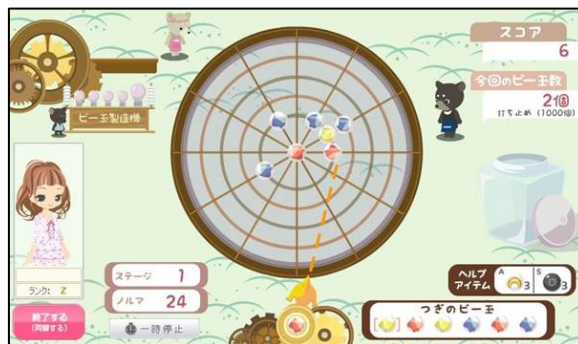 スコア
6
今回のビー玉数
2個
打ち止め (1000個)
ビー玉製造機
ランク: 2
ステージ 1
ノルマ 24
終了する
(同意する)
一時停止
ヘルプ
アイテム
A
3
S
3
つぎのビー玉